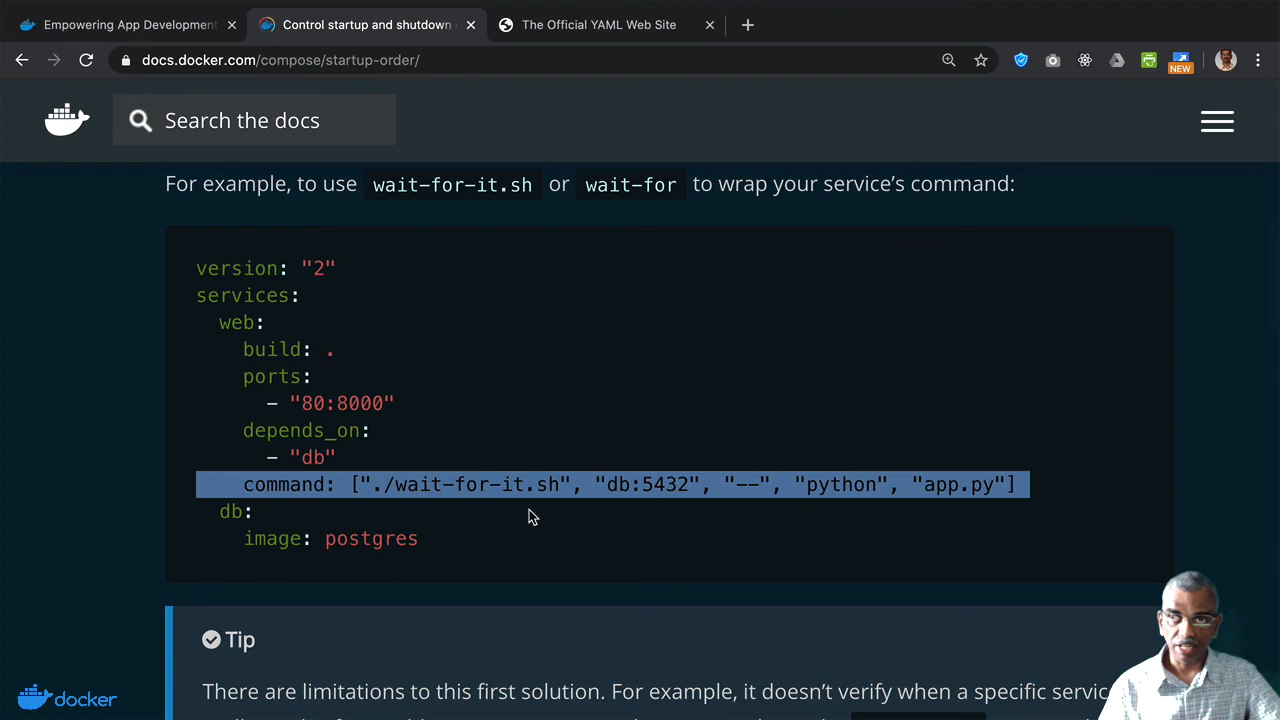 Empowering App Development
Control startup and shutdown
The Official YAML Web Site
docs.docker.com/compose/startup-order/
NEW
Search the docs
For example, to use wait-for-it.sh or wait-for to wrap your service’s command:
version: "2"
services:
web:
build: .
ports:
- "80:8000"
depends_on:
- "db"
command: ["./wait-for-it.sh", "db:5432", "--", "python", "app.py"]
db:
image: postgres
Tip
There are limitations to this first solution. For example, it doesn’t verify when a specific
docker